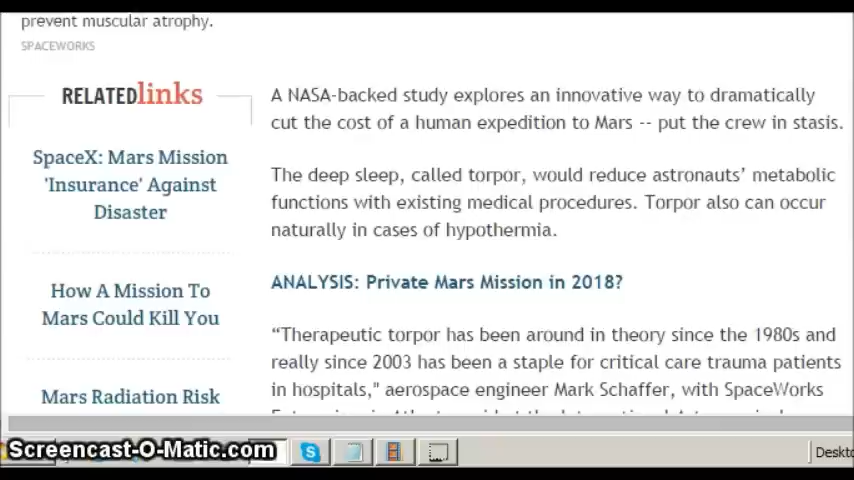 prevent muscular atrophy.
SPACEWORKS
RELATEDlinks
SpaceX: Mars Mission
'Insurance' Against
Disaster
How A Mission To
Mars Could Kill You
Mars Radiation Risk
A NASA-backed study explores an innovative way to dramatically
cut the cost of a human expedition to Mars -- put the crew in stasis.
The deep sleep, called torpor, would reduce astronauts’ metabolic
functions with existing medical procedures. Torpor also can occur
naturally in cases of hypothermia.
ANALYSIS: Private Mars Mission in 2018?
“Therapeutic torpor has been around in theory since the 1980s and
really since 2003 has been a staple for critical care trauma patients
in hospitals," aerospace engineer Mark Schaffer, with SpaceWorks
Screencast-O-Matic.com
Deskto